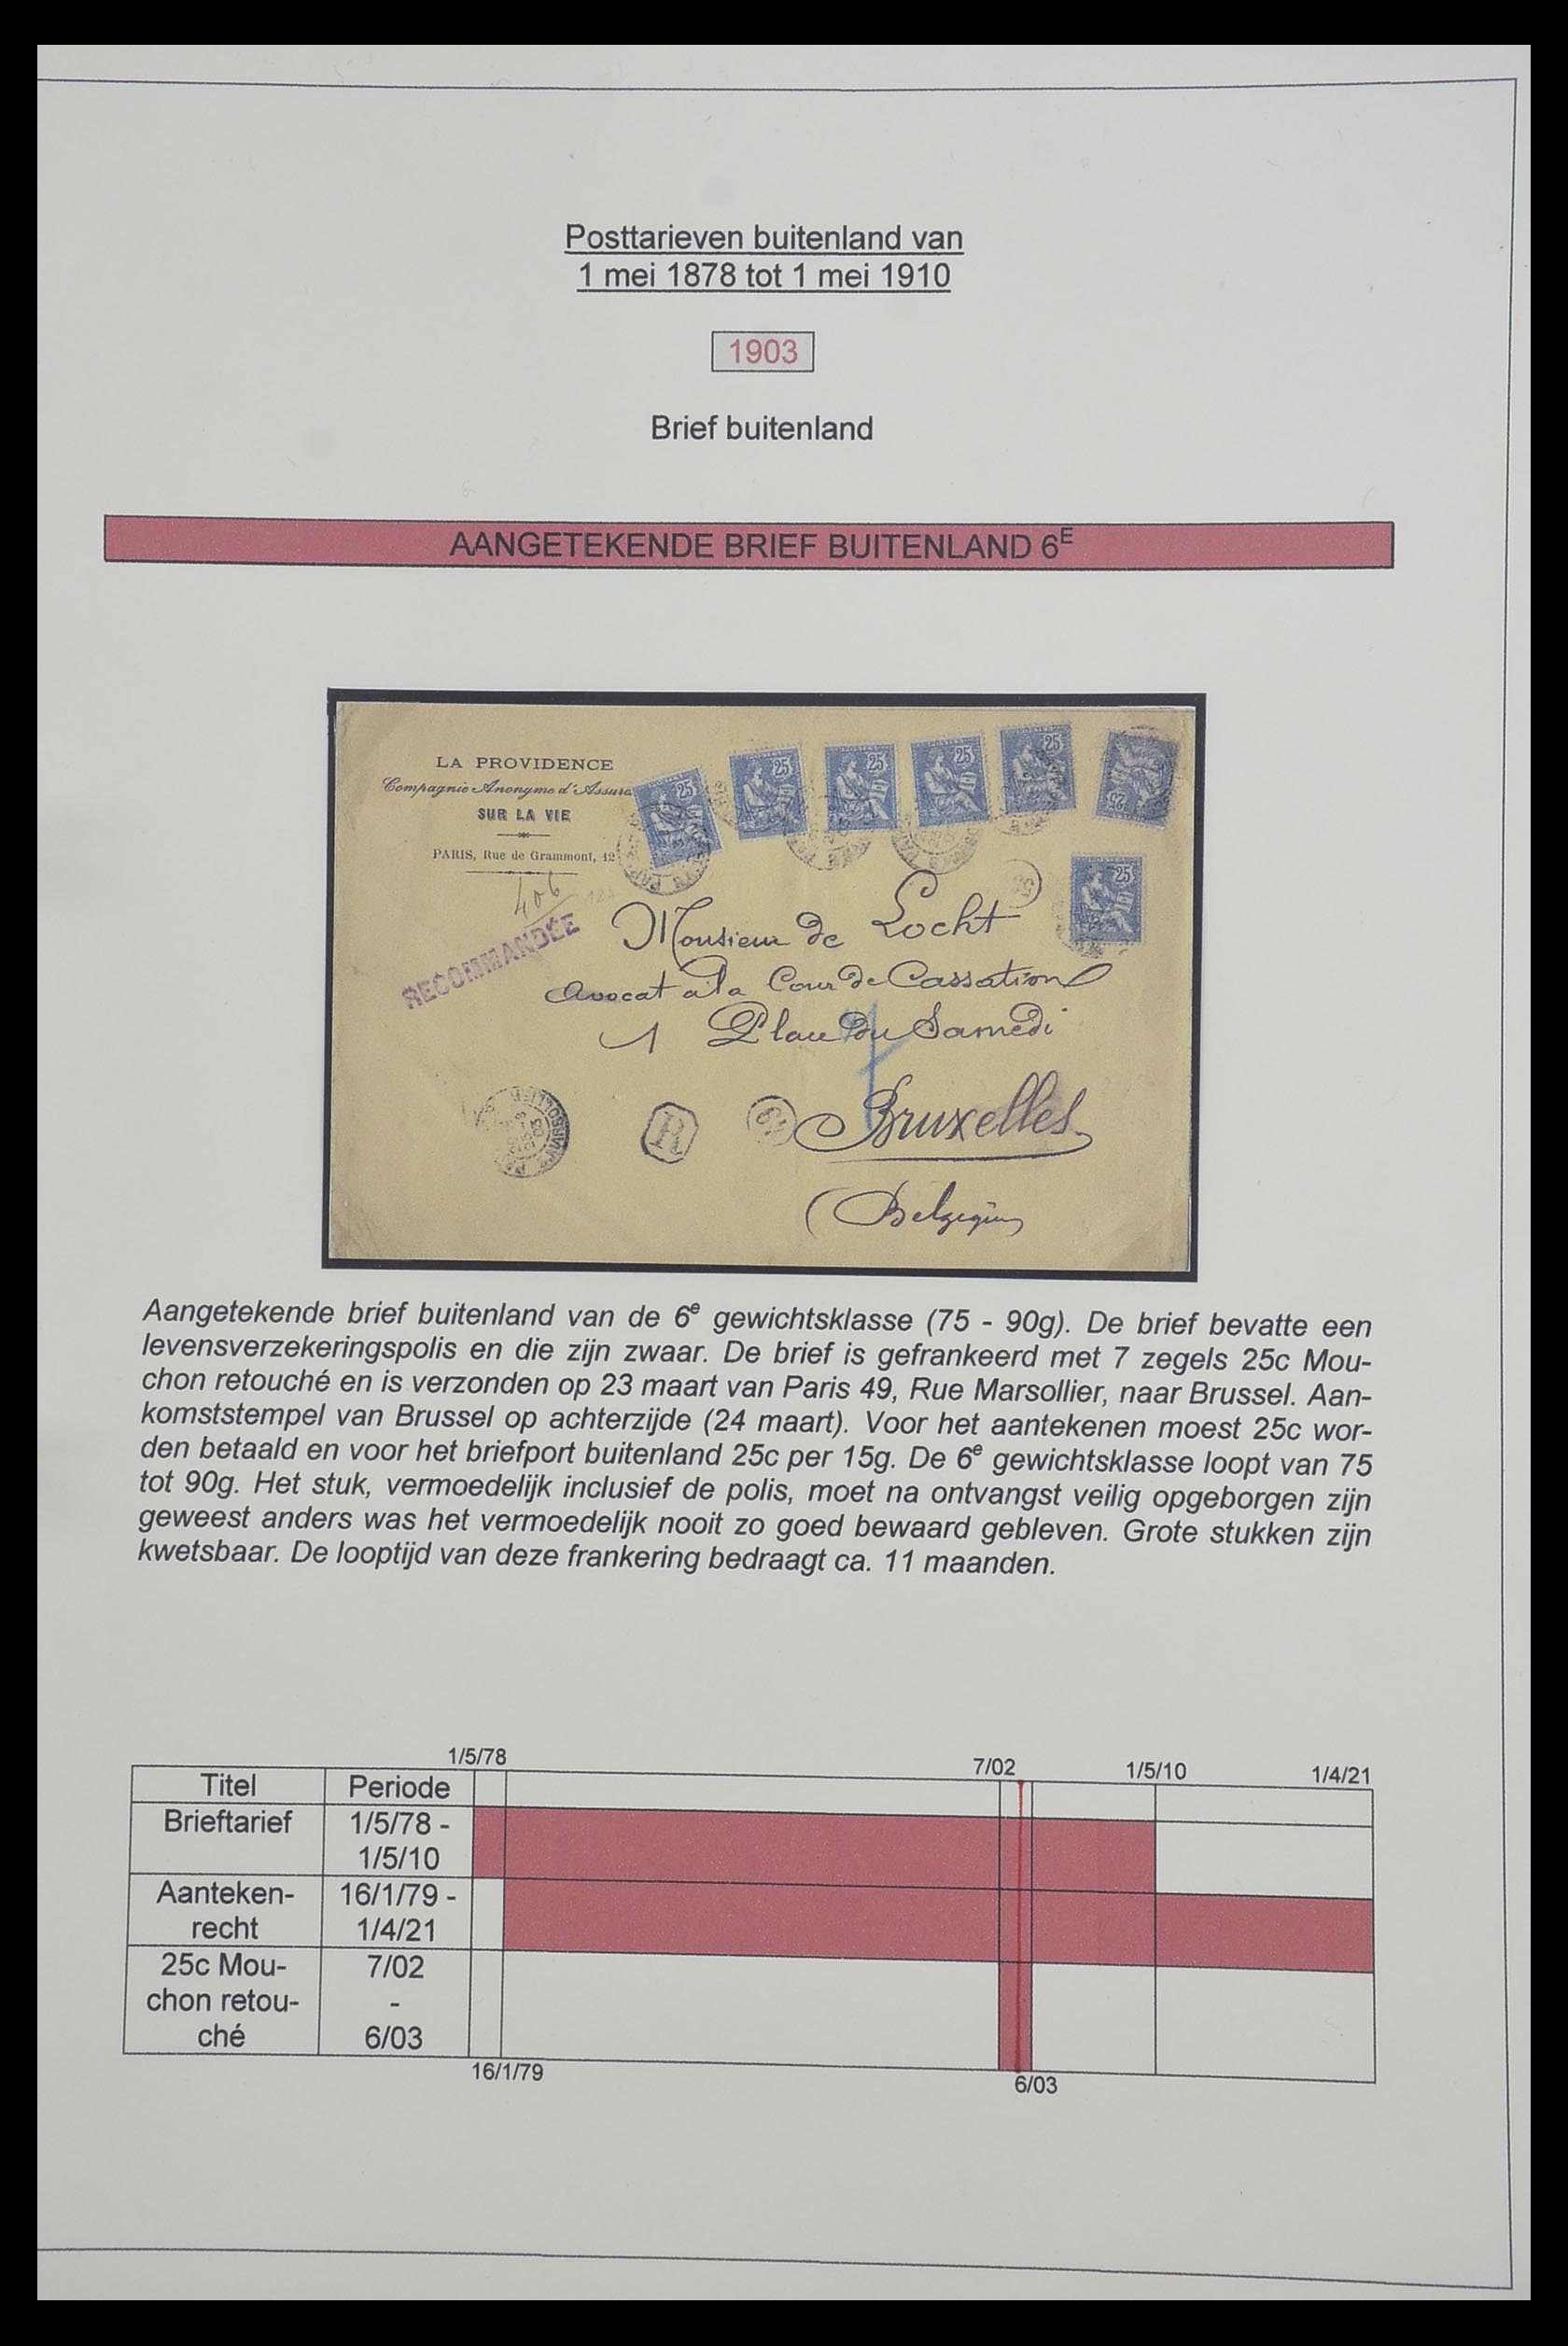 Posttarieven buitenland van
1 mei 1878 tot 1 mei 1910
1903
Brief buitenland
AANGETEKENDE BRIEF BUITENLAND 6E
LA PROVIDENCE
Compagnie Anonyme d'Assura
SUR LA VIE
PARIS, Rue de Grammont, 12
406
RECOMMANDÉE
25
25
25
25
25
25
25
Monsieur de Locht
Avocat à la Cour de Cassation
1 Place du Samedi
Bruxelles
(Belgique
R
Aangetekende brief buitenland van de 6e gewichtsklasse (75 - 90g). De brief bevatte een
levensverzekeringspolis en die zijn zwaar. De brief is gefrankeerd met 7 zegels 25c Mou-
chon retouché en is verzonden op 23 maart van Paris 49, Rue Marsollier, naar Brussel. Aan-
komststempel van Brussel op achterzijde (24 maart). Voor het aantekenen moest 25c wor-
den betaald en voor het briefport buitenland 25c per 15g. De 6e gewichtsklasse loopt van 75
tot 90g. Het stuk, vermoedelijk inclusief de polis, moet na ontvangst veilig opgeborgen zijn
geweest anders was het vermoedelijk nooit zo goed bewaard gebleven. Grote stukken zijn
kwetsbaar. De looptijd van deze frankering bedraagt ca. 11 maanden.
1/5/78 7/02 1/5/10 1/4/21
Titel Periode
Brieftarief 1/5/78 -
1/5/10
Aanteken- 16/1/79 -
recht 1/4/21
25c Mou- 7/02
chon retou- -
ché 6/03
16/1/79 6/03